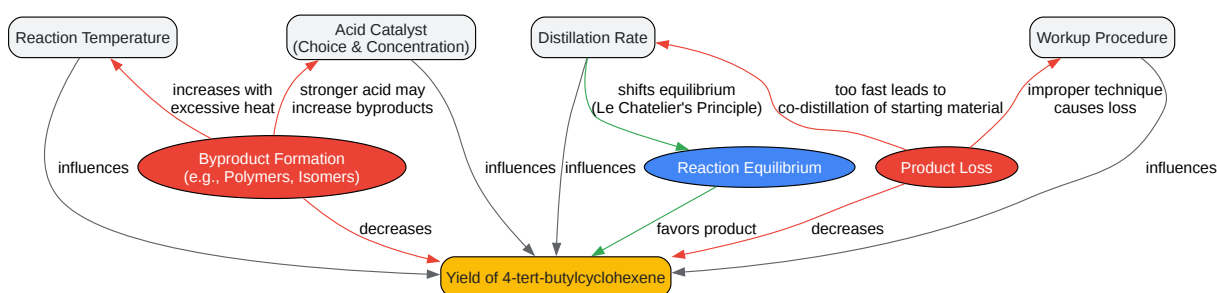 Reaction Temperature
Acid Catalyst
(Choice & Concentration)
Distillation Rate
Workup Procedure
increases with
excessive heat
stronger acid may
increase byproducts
shifts equilibrium
(Le Chatelier's Principle)
too fast leads to
co-distillation of starting material
improper technique
causes loss
influences
Byproduct Formation
(e.g., Polymers, Isomers)
influences
influences
Reaction Equilibrium
Product Loss
influences
decreases
favors product
decreases
Yield of 4-tert-butylcyclohexene